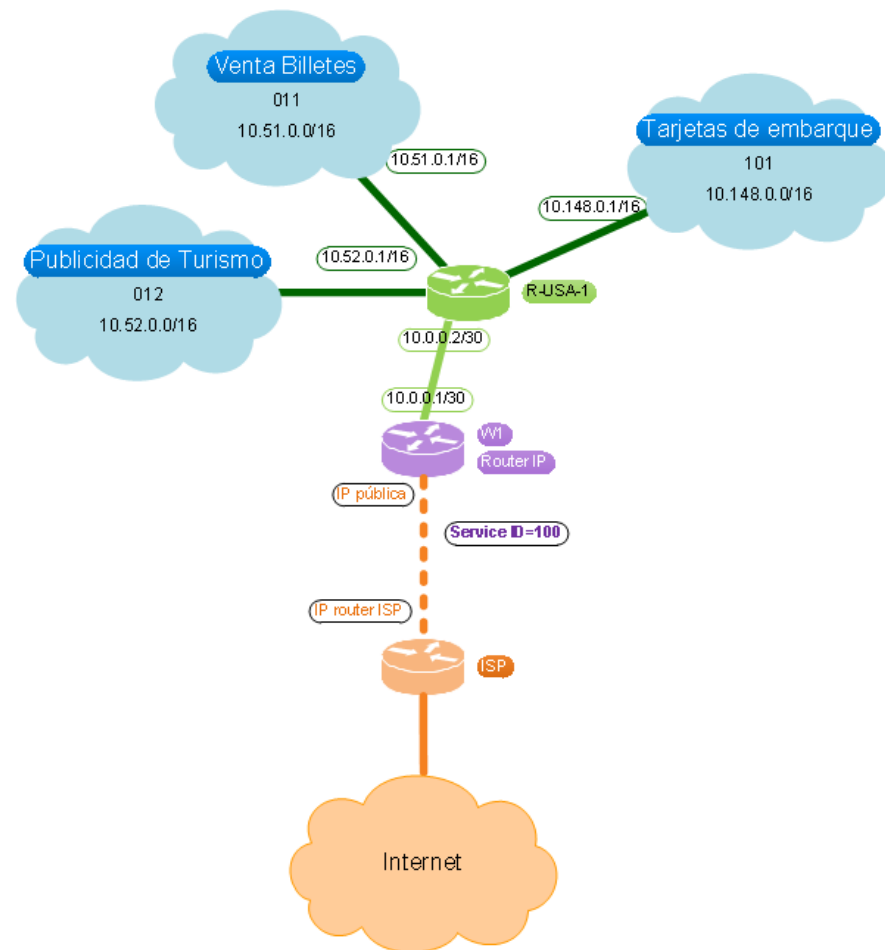 Venta Billetes
011
10.51.0.0/16
Tarjetas de embarque
101
10.148.0.0/16
10.51.0.1/16
10.148.0.1/16
Publicidad de Turismo
012
10.52.0.0/16
10.52.0.1/16
R-USA-1
10.0.0.2/30
10.0.0.1/30
W1
Router IP
IP pública
Service ID=100
IP router ISP
ISP
Internet